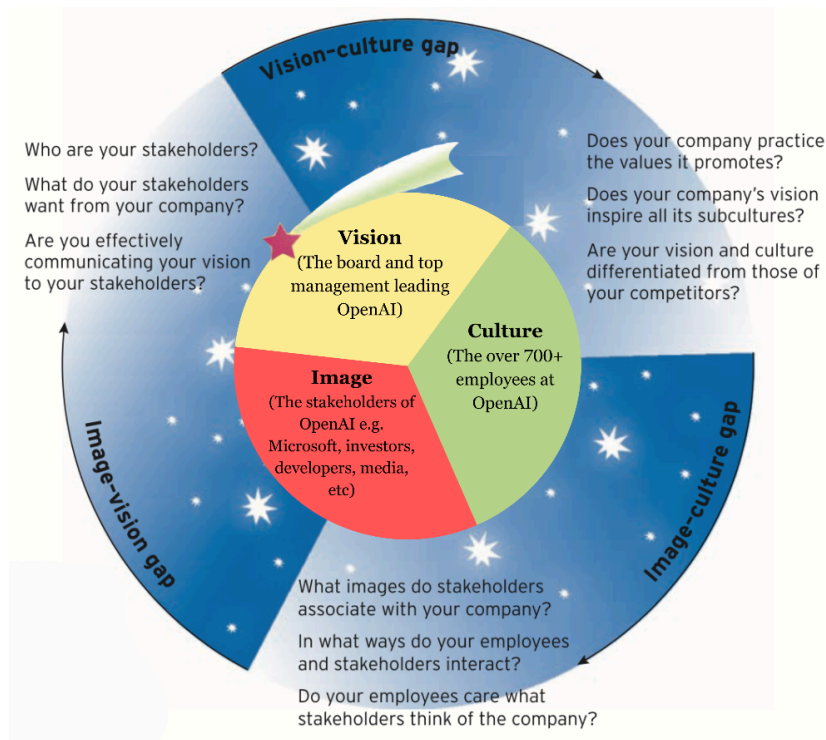 Vision-culture gap
Who are your stakeholders?
What do your stakeholders
want from your company?
Are you effectively
communicating your vision
to your stakeholders?
Does your company practice
the values it promotes?
Does your company's vision
inspire all its subcultures?
Are your vision and culture
differentiated from those of
your competitors?
Vision
(The board and top
management leading
OpenAI)
Culture
(The over 700+
employees at
OpenAI)
Image
(The stakeholders of
OpenAI e.g.
Microsoft, investors,
developers, media,
etc)
Image-vision gap
Image-culture gap
What images do stakeholders
associate with your company?
In what ways do your employees
and stakeholders interact?
Do your employees care what
stakeholders think of the company?